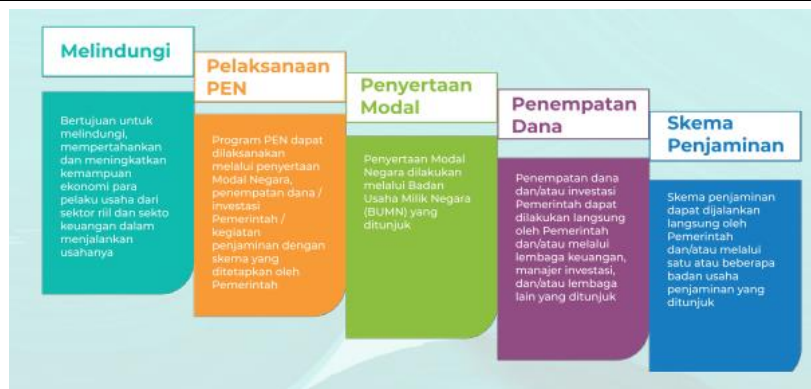 Melindungi
Bertujuan untuk
melindungi,
mempertahankan
dan meningkatkan
kemampuan
ekonomi para
pelaku usaha dari
sektor riil dan sekto
keuangan dalam
menjalankan
usahanya
Pelaksanaan
PEN
Program PEN dapat
dilaksanakan
melalui penyertaan
Modal Negara,
penempatan dana /
investasi
Pemerintah /
kegiatan
penjaminan dengan
skema yang
ditetapkan oleh
Pemerintah
Penyertaan
Modal
Penyertaan Modal
Negara dilakukan
melalui Badan
Usaha Milik Negara
(BUMN) yang
ditunjuk
Penempatan
Dana
Penempatan dana
dan/atau investasi
Pemerintah dapat
dilakukan langsung
oleh Pemerintah
dan/atau melalui
lembaga keuangan,
manajer investasi,
dan/atau lembaga
lain yang ditunjuk
Skema
Penjaminan
Skema penjaminan
dapat dijalankan
langsung oleh
Pemerintah
dan/atau melalui
satu atau beberapa
badan usaha
penjaminan yang
ditunjuk